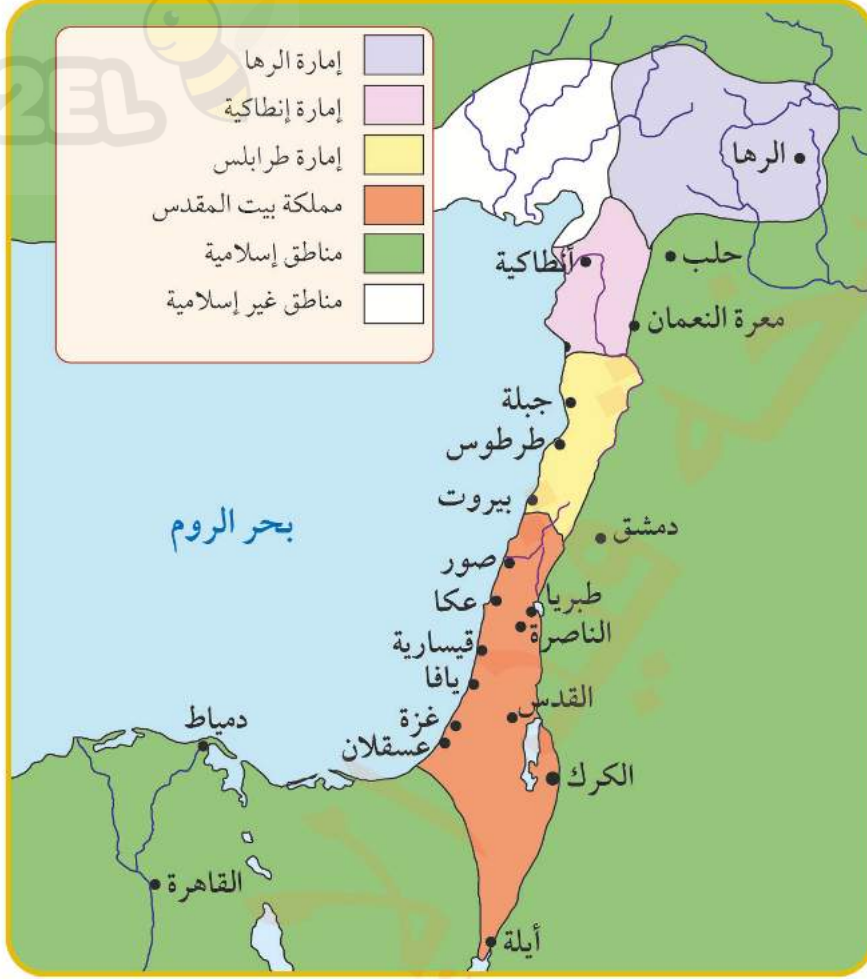 2EL
إمارة الرها
إمارة إنطاكية
إمارة طرابلس
مملكة بيت المقدس
مناطق إسلامية
مناطق غير إسلامية
الرها
حلب
أنطاكية
معرة النعمان
جبلة
طرطوس
بيروت
بحر الروم
دمشق
صور
عكا
طبريا
الناصرة
قيسارية
يافا
القدس
غزة
عسقلان
دمياط
الكرك
القاهرة
أيلة